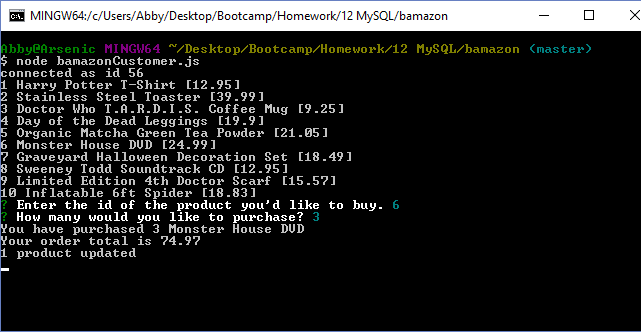 MINGW64:/c/Users/Abby/Desktop/Bootcamp/Homework/12 MySQL/bamazon
Abby@Arsenic MINGW64 ~/Desktop/Bootcamp/Homework/12 MySQL/bamazon (master)
$ node bamazonCustomer.js
connected as id 56
1 Harry Potter T-Shirt [12.95]
2 Stainless Steel Toaster [39.99]
3 Doctor Who T.A.R.D.I.S. Coffee Mug [9.25]
4 Day of the Dead Leggings [19.9]
5 Organic Matcha Green Tea Powder [21.05]
6 Monster House DVD [24.99]
7 Graveyard Halloween Decoration Set [18.49]
8 Sweeney Todd Soundtrack CD [12.95]
9 Limited Edition 4th Doctor Scarf [15.57]
10 Inflatable 6ft Spider [18.83]
? Enter the id of the product you'd like to buy. 6
? How many would you like to purchase? 3
You have purchased 3 Monster House DVD
Your order total is 74.97
1 product updated